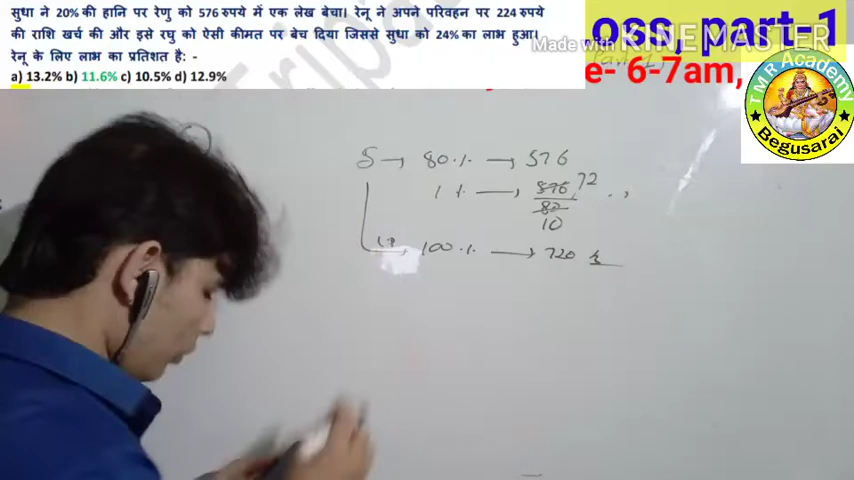 सुधा ने 20% की हानि पर रेणु को 576 रुपये में एक लेख बेचा। रेनू ने अपने परिवहन पर 224 रुपये
की राशि खर्च की और इसे रघु को ऐसी कीमत पर बेच दिया जिससे सुधा को 24% का लाभ हुआ।
रेनू के लिए लाभ का प्रतिशत है: -
a) 13.2% b) 11.6% c) 10.5% d) 12.9%
oss, part-1
Made with KINEMASTER
e- 6-7am,
TMR Academy
Begusarai
S → 80% → 576
1% → 576 72
80
10
CP 100% → 720 ₹